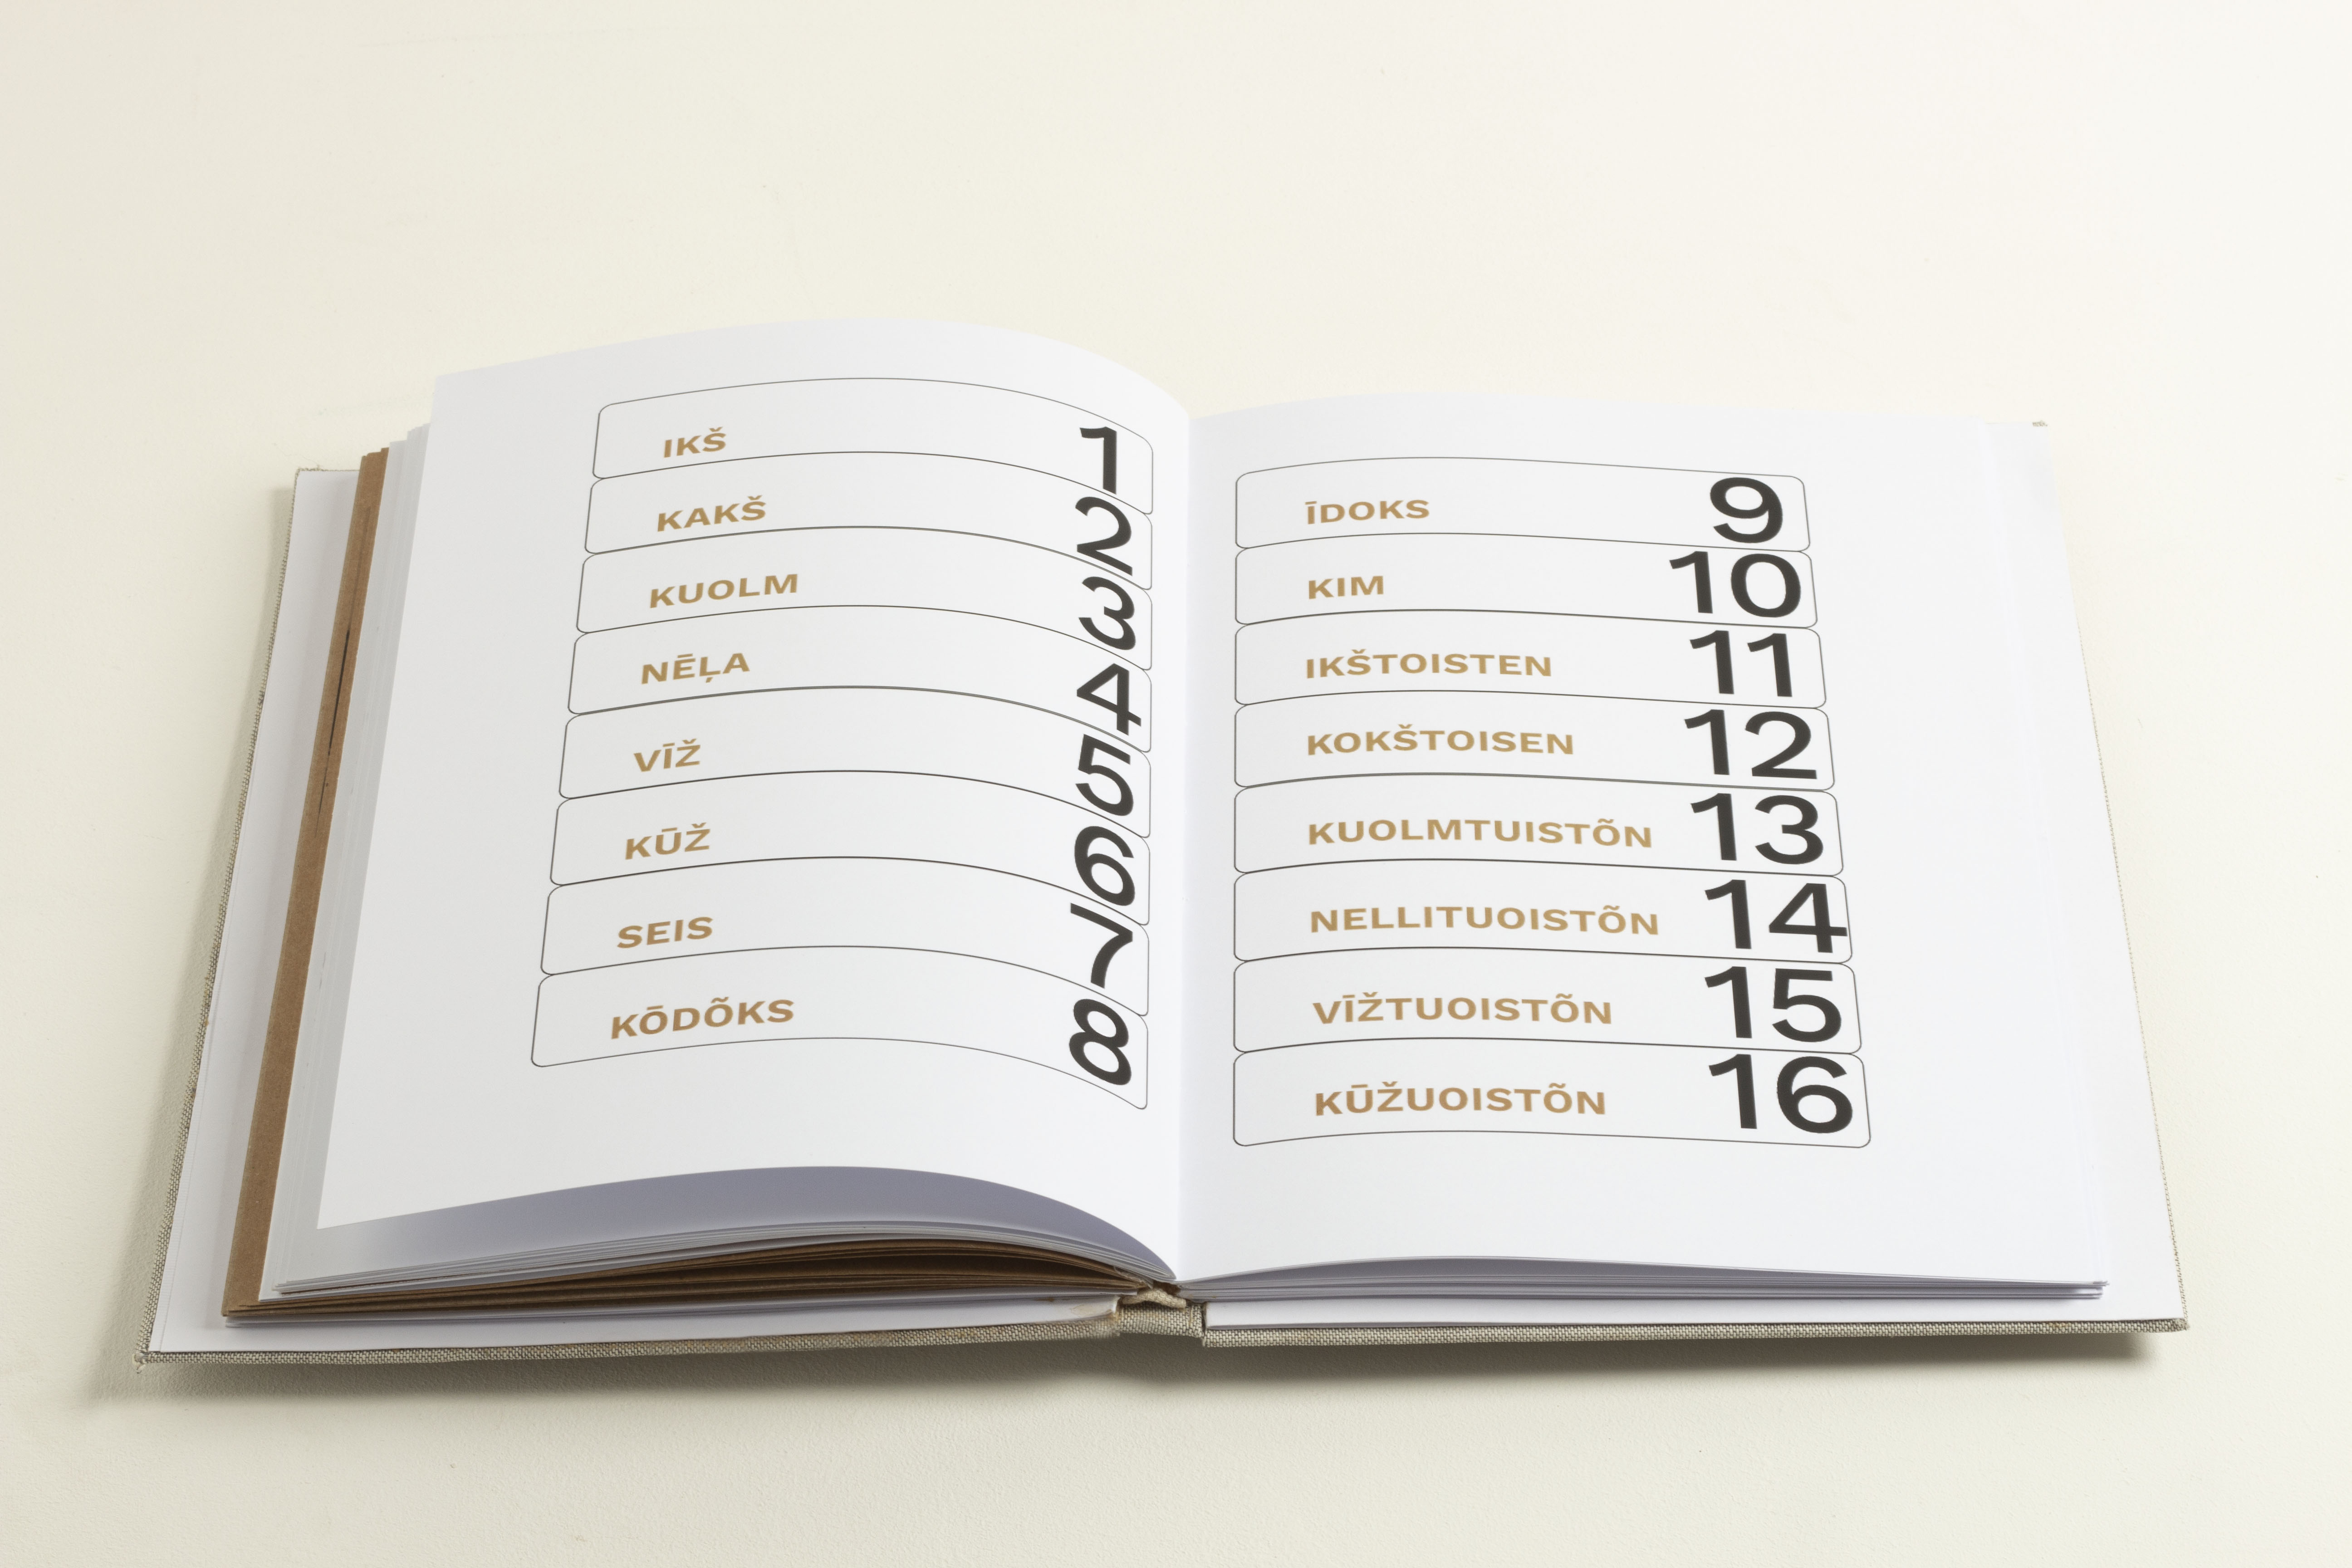 IKŠ 1
KAKŠ 2
KUOLM 3
NĒĻA 4
VĪŽ 5
KŪŽ 6
SEIS 7
KŌDÕKS 8
ĪDOKS 9
KIM 10
IKŠTOISTEN 11
KOKŠTOISEN 12
KUOLMTUISTÕN 13
NELLITUOISTÕN 14
VĪŽTUOISTÕN 15
KŪŽUOISTÕN 16